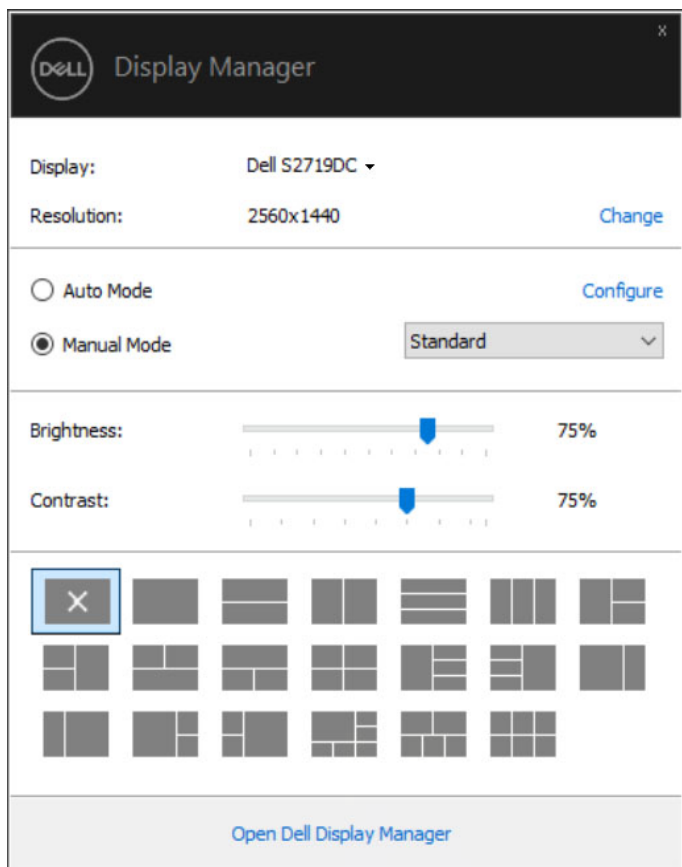 x
DELL Display Manager
Display: Dell S2719DC
Resolution: 2560x1440 Change
Auto Mode Configure
Manual Mode Standard
Brightness: 75%
Contrast: 75%
Open Dell Display Manager